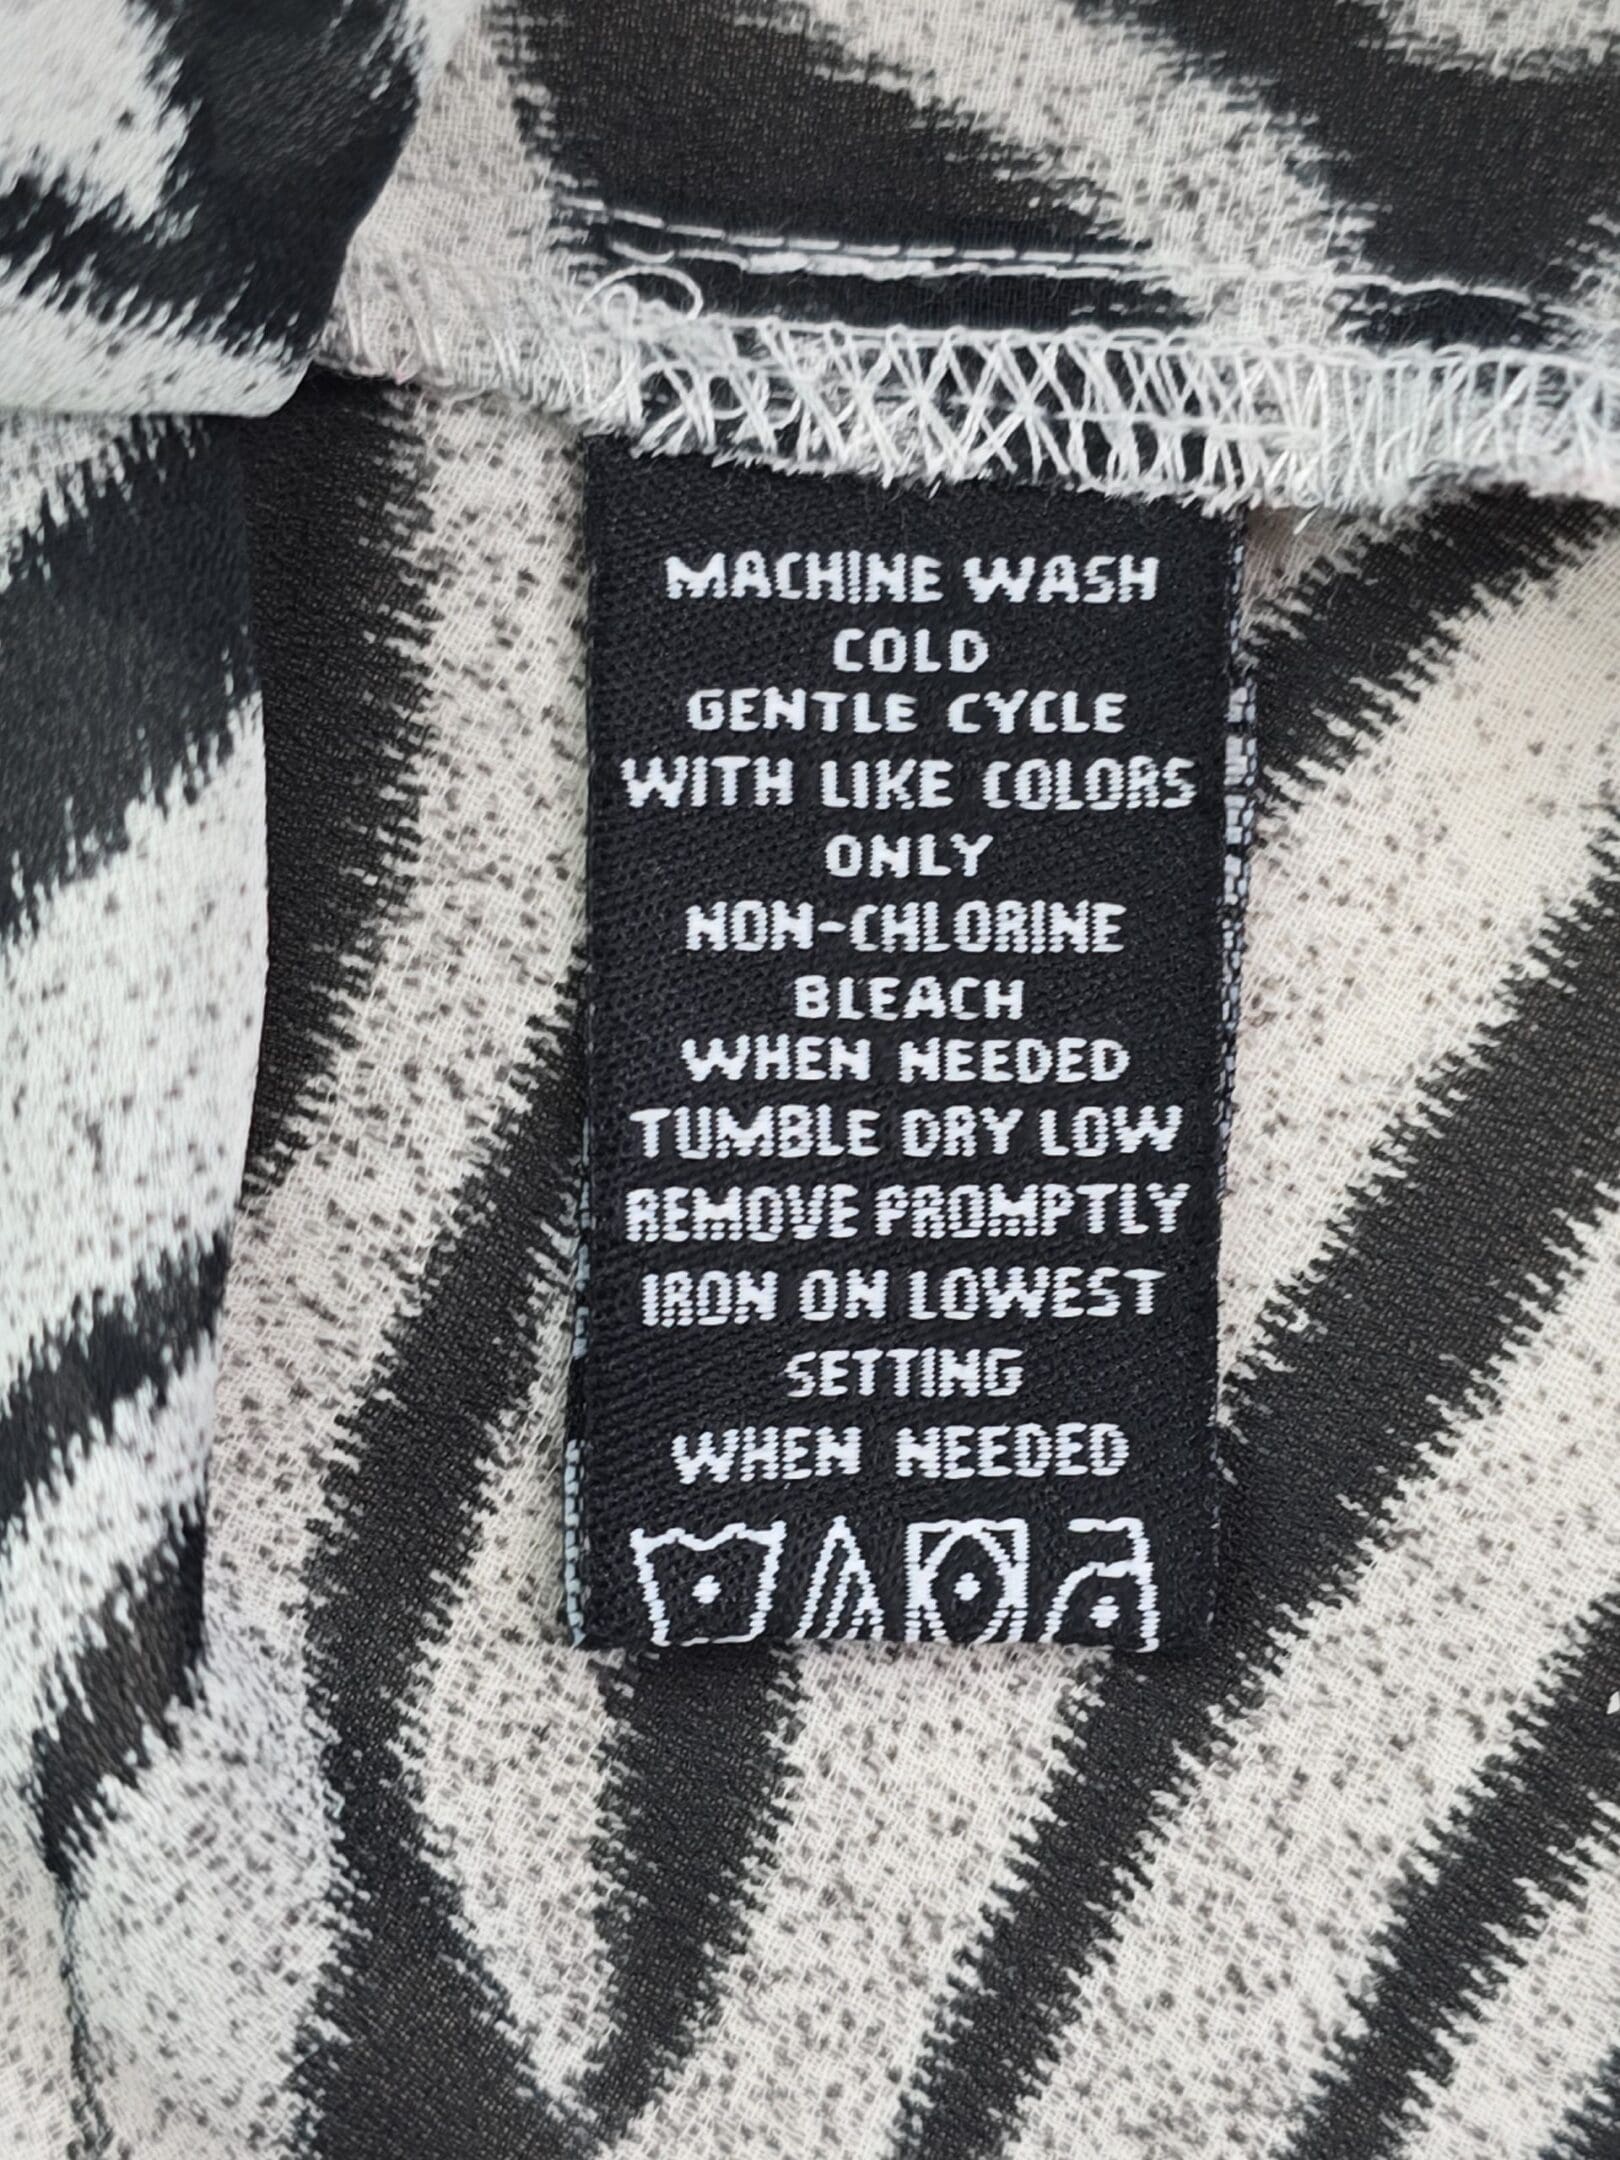 MACHINE WASH
COLD
GENTLE CYCLE
WITH LIKE COLORS
ONLY
NON-CHLORINE
BLEACH
WHEN NEEDED
TUMBLE DRY LOW
REMOVE PROMPTLY
IRON ON LOWEST
SETTING
WHEN NEEDED